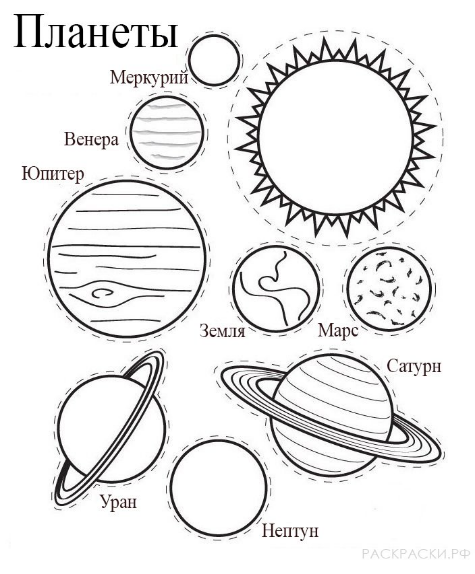 Планеты
Меркурий
Венера
Юпитер
Земля
Марс
Сатурн
Уран
Нептун
РАСКРАСКИ.РФ